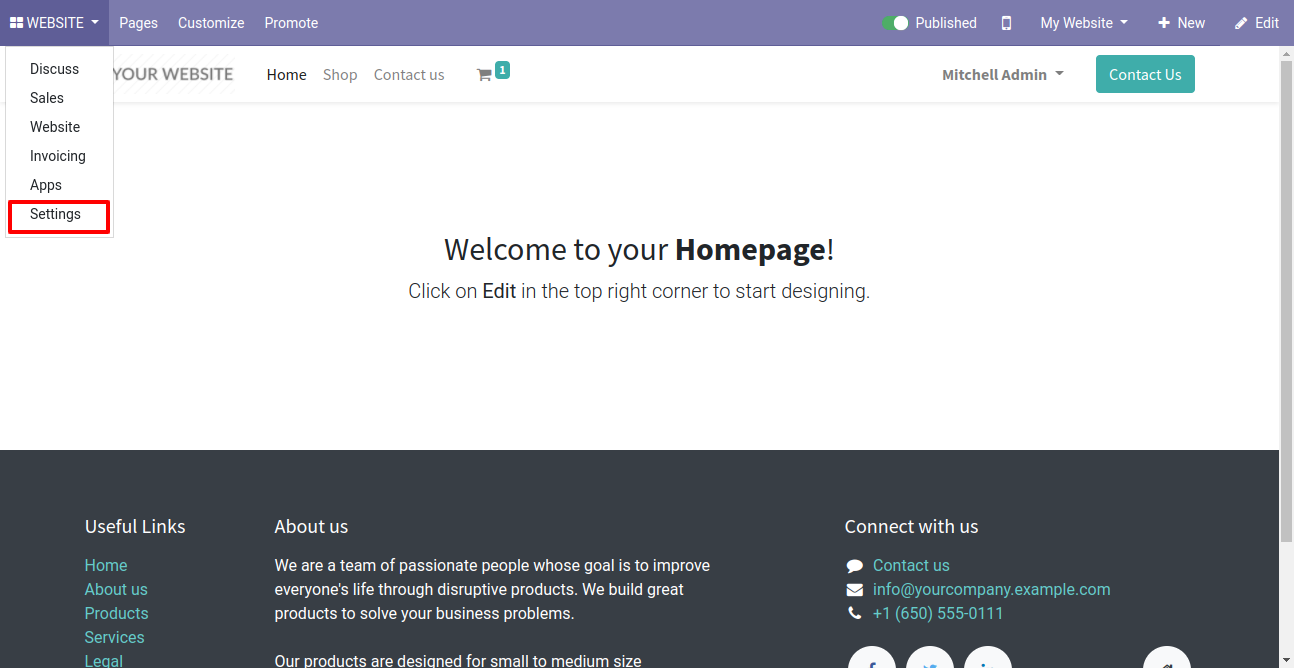 WEBSITE Pages Customize Promote Published My Website New Edit
Discuss
Sales
Website
Invoicing
Apps
Settings
YOUR WEBSITE Home Shop Contact us 1 Mitchell Admin Contact Us
Welcome to your Homepage!
Click on Edit in the top right corner to start designing.
Useful Links
Home
About us
Products
Services
Legal
About us
We are a team of passionate people whose goal is to improve
everyone's life through disruptive products. We build great
products to solve your business problems.
Our products are designed for small to medium size
Connect with us
Contact us
info@yourcompany.example.com
+1 (650) 555-0111